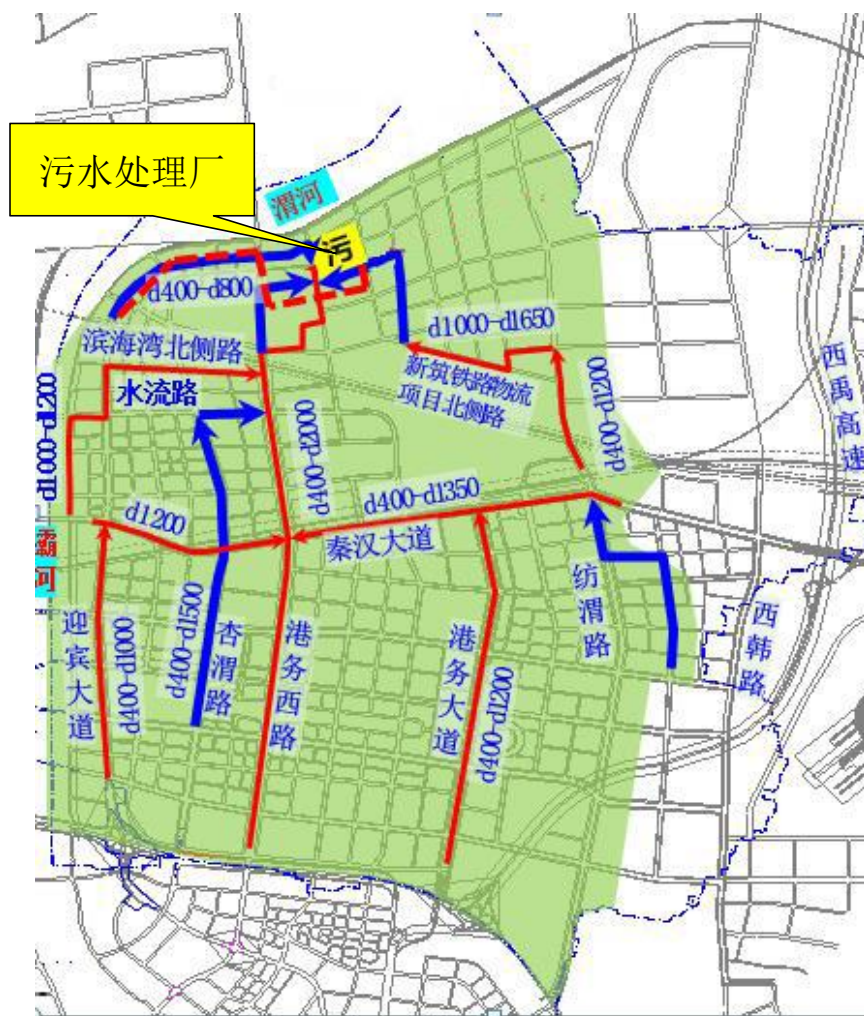 污水处理厂
渭河
污
d400-d800
d1000-d1650
滨海湾北侧路
新筑铁路物流
项目北侧路
西禹高速
水流路
d1000-d1200
d400-d2000
d400-d1200
d400-d1350
d1200
秦汉大道
灞河
迎宾大道
d400-d1000
d400-d1500
杏渭路
港务西路
港务大道
d400-d1200
纺渭路
西韩路